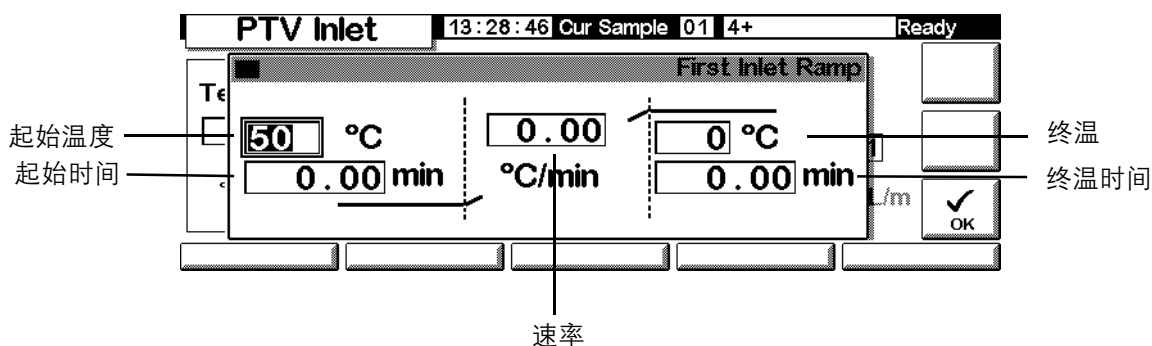 PTV Inlet 13:28:46 Cur Sample 01 4+ Ready
First Inlet Ramp
Te
起始温度 50 °C 0.00 0 °C 终温
起始时间 0.00 min °C/min 0.00 min 终温时间
L/m
OK
速率